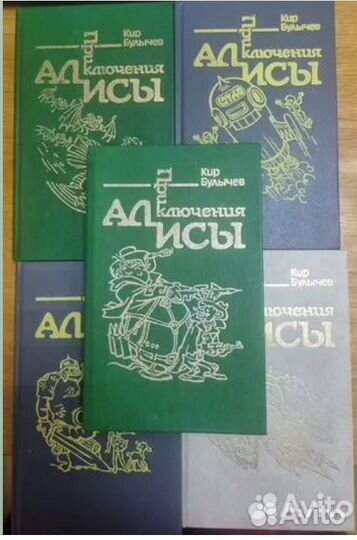 Кир
Булычев
Приключения
АЛИСЫ
Кир
Булычев
Приключения
АЛИСЫ
Кир
Булычев
Приключения
АЛИСЫ
АЛ
Кир
Булычев
ключения
ИСЫ
Avito